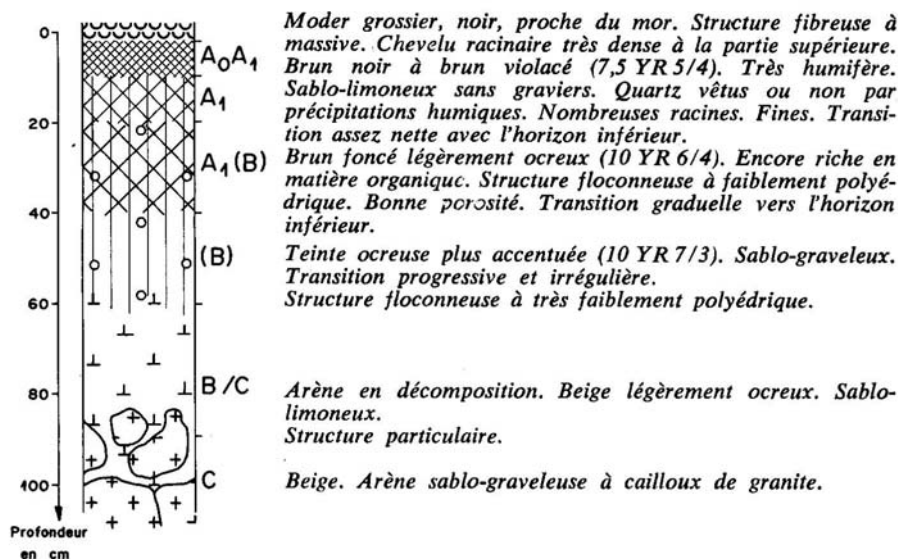 0
20
40
60
80
100
Profondeur
en cm
A₀A₁
A₁
A₁(B)
(B)
B/C
C
Moder grossier, noir, proche du mor. Structure fibreuse à
massive. Chevelu racinaire très dense à la partie supérieure.
Brun noir à brun violacé (7,5 YR 5/4). Très humifère.
Sablo-limoneux sans graviers. Quartz vêtus ou non par
précipitations humiques. Nombreuses racines. Fines. Transi-
tion assez nette avec l'horizon inférieur.
Brun foncé légèrement ocreux (10 YR 6/4). Encore riche en
matière organique. Structure floconneuse à faiblement polyé-
drique. Bonne porosité. Transition graduelle vers l'horizon
inférieur.
Teinte ocreuse plus accentuée (10 YR 7/3). Sablo-graveleux.
Transition progressive et irrégulière.
Structure floconneuse à très faiblement polyédrique.
Arène en décomposition. Beige légèrement ocreux. Sablo-
limoneux.
Structure particulaire.
Beige. Arène sablo-graveleuse à cailloux de granite.